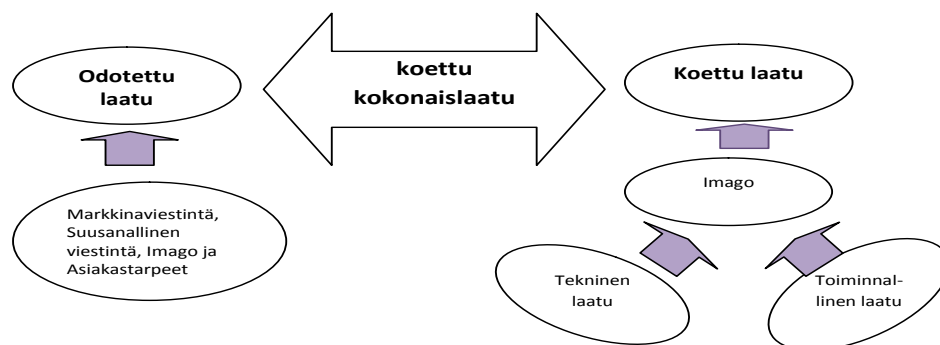 Odotettu
laatu
koettu
kokonaislaatu
Koettu laatu
Markkinaviestintä,
Suusanallinen
viestintä, Imago ja
Asiakastarpeet
Imago
Tekninen
laatu
Toiminnal-
linen laatu